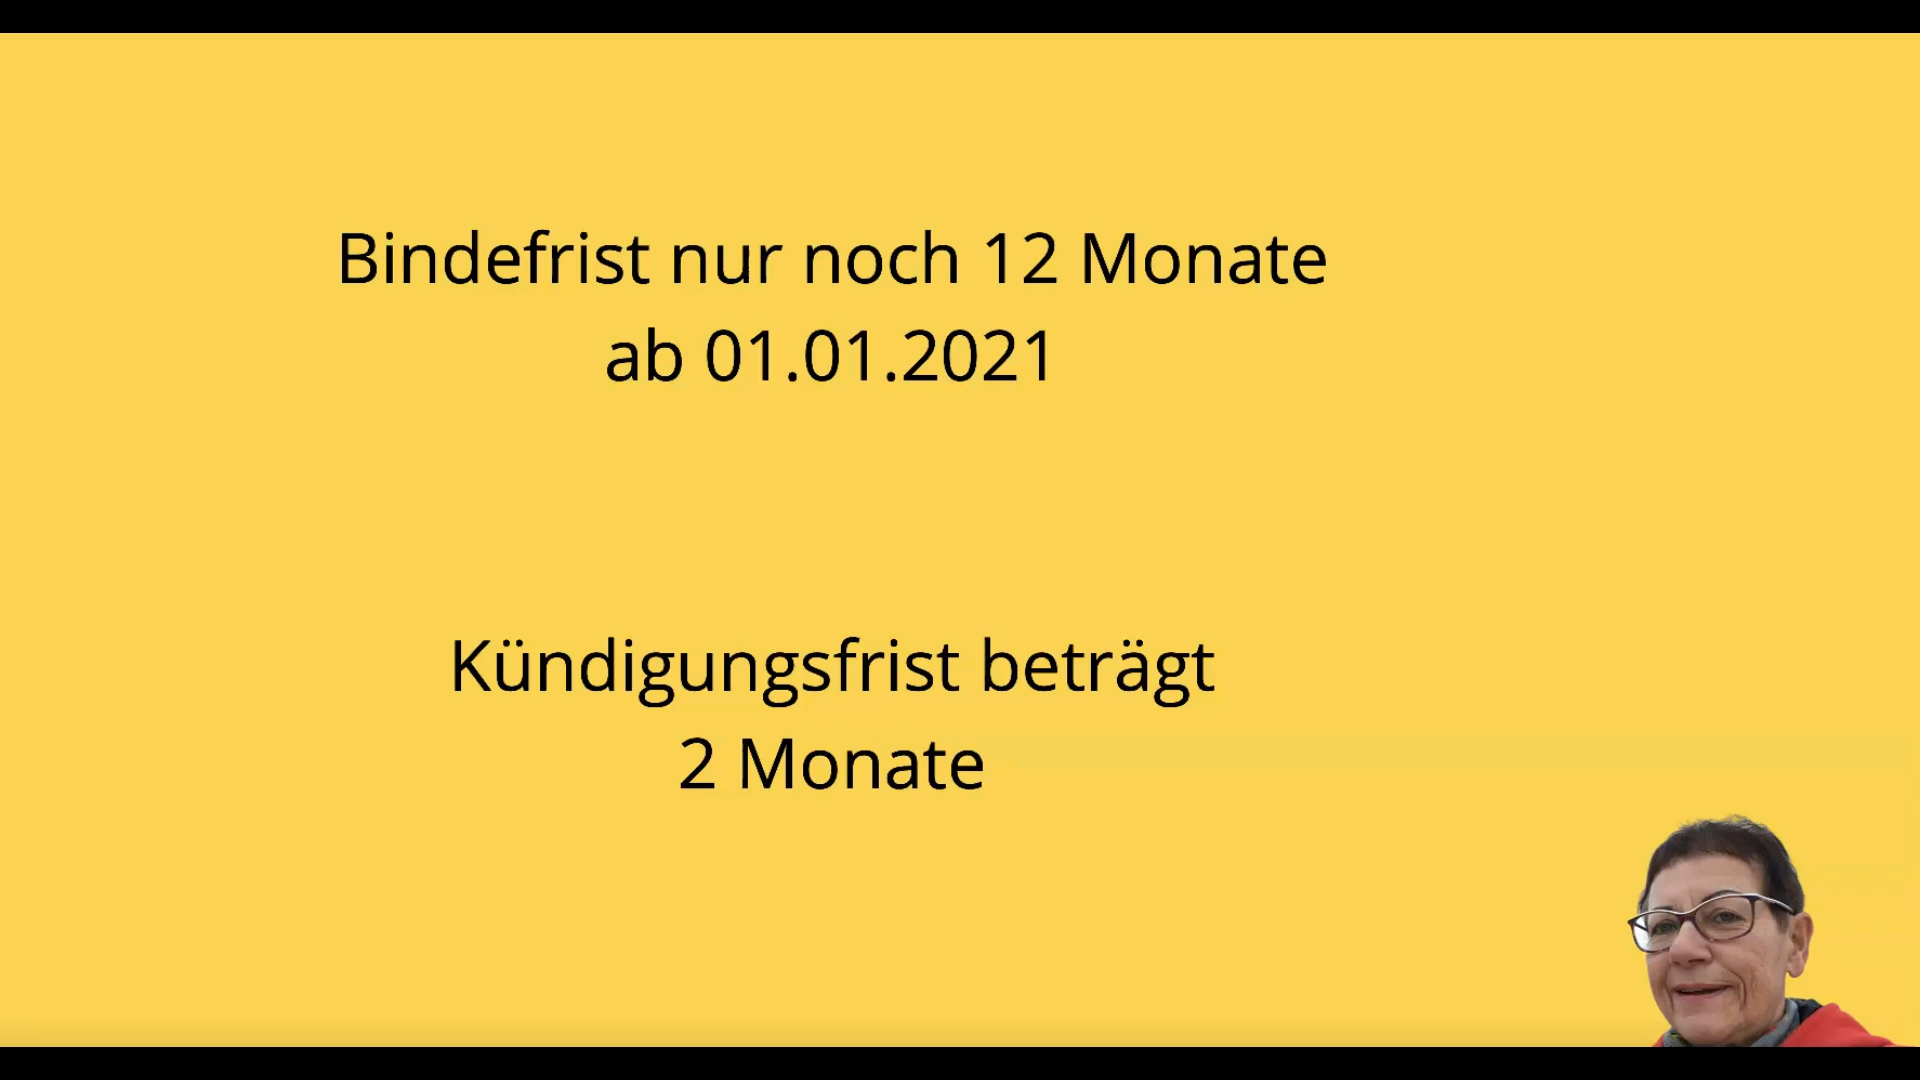 Bindefrist nur noch 12 Monate
ab 01.01.2021
Kündigungsfrist beträgt
2 Monate